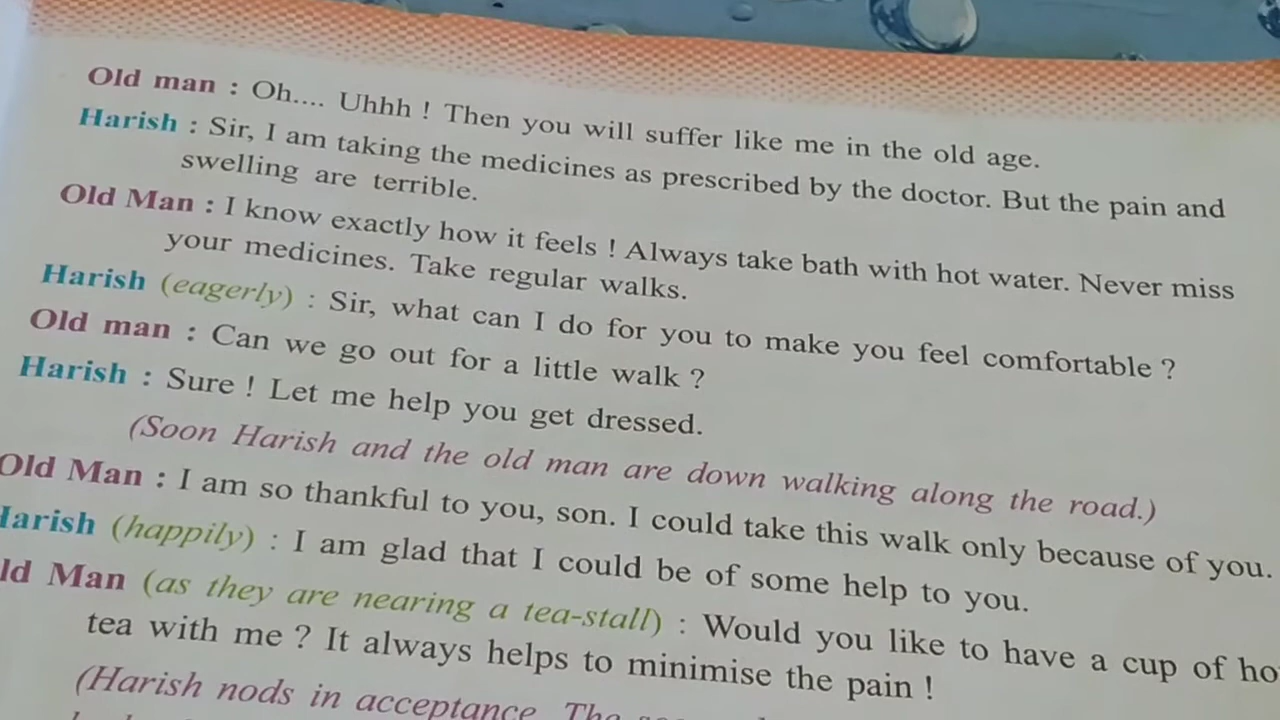 Old man : Oh.... Uhhh ! Then you will suffer like me in the old age.
Harish : Sir, I am taking the medicines as prescribed by the doctor. But the pain and
swelling are terrible.
Old Man : I know exactly how it feels ! Always take bath with hot water. Never miss
your medicines. Take regular walks.
Harish (eagerly) : Sir, what can I do for you to make you feel comfortable ?
Old man : Can we go out for a little walk ?
Harish : Sure ! Let me help you get dressed.
(Soon Harish and the old man are down walking along the road.)
Old Man : I am so thankful to you, son. I could take this walk only because of you.
Harish (happily) : I am glad that I could be of some help to you.
ld Man (as they are nearing a tea-stall) : Would you like to have a cup of ho
tea with me ? It always helps to minimise the pain !
(Harish nods in acceptance. The